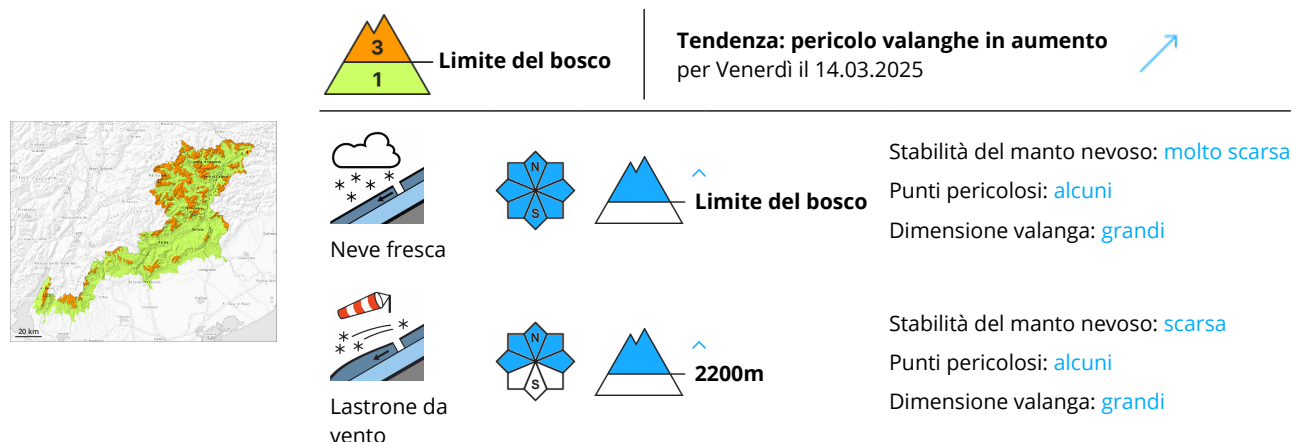 3
1
Limite del bosco
Tendenza: pericolo valanghe in aumento
per Venerdì il 14.03.2025
20 km
Neve fresca
N
S
Limite del bosco
Stabilità del manto nevoso: molto scarsa
Punti pericolosi: alcuni
Dimensione valanga: grandi
Lastrone da
vento
N
S
2200m
Stabilità del manto nevoso: scarsa
Punti pericolosi: alcuni
Dimensione valanga: grandi